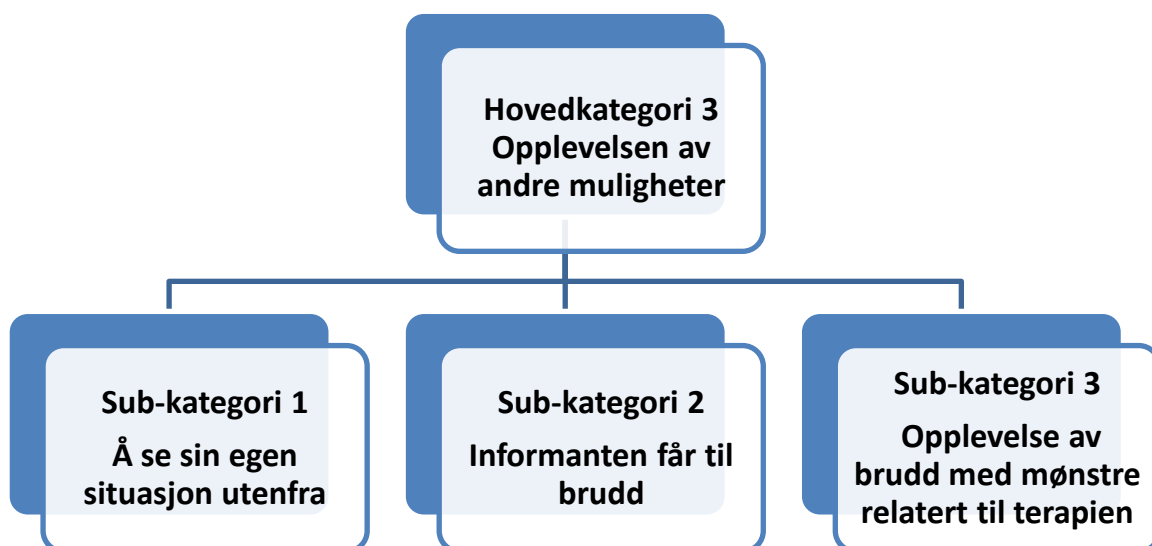 Hovedkategori 3
Opplevelsen av
andre muligheter
Sub-kategori 1
Å se sin egen
situasjon utenfra
Sub-kategori 2
Informanten får til
brudd
Sub-kategori 3
Opplevelse av
brudd med mønstre
relatert til terapien